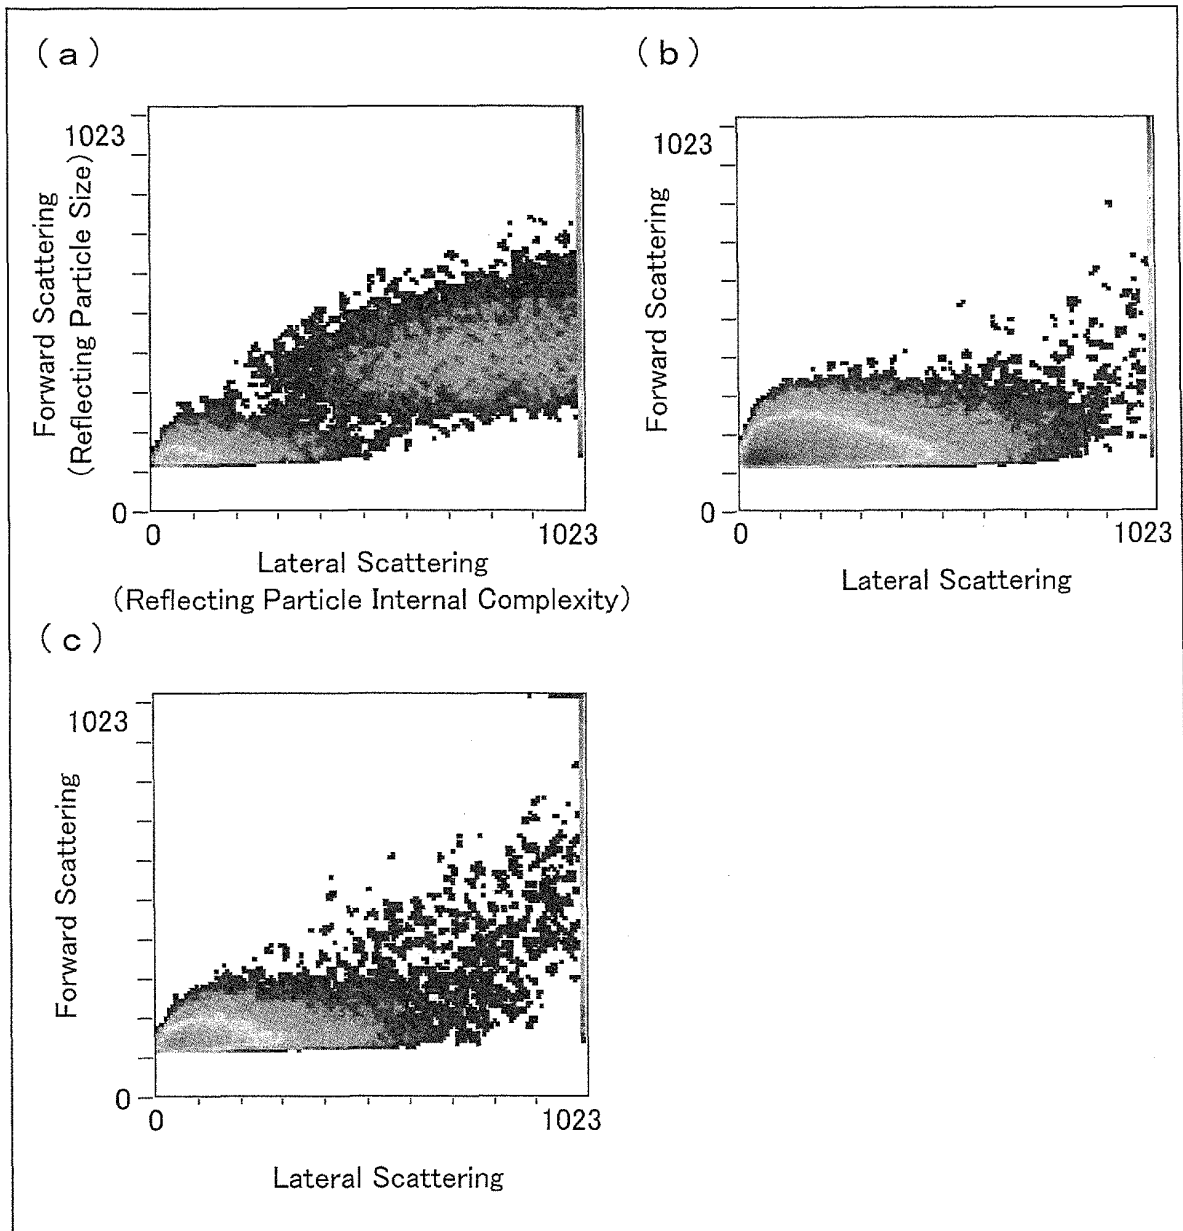 (a)
1023
Forward Scattering
(Reflecting Particle Size)
0
0
1023
Lateral Scattering
(Reflecting Particle Internal Complexity)
(b)
1023
Forward Scattering
0
0
1023
Lateral Scattering
(c)
1023
Forward Scattering
0
0
1023
Lateral Scattering